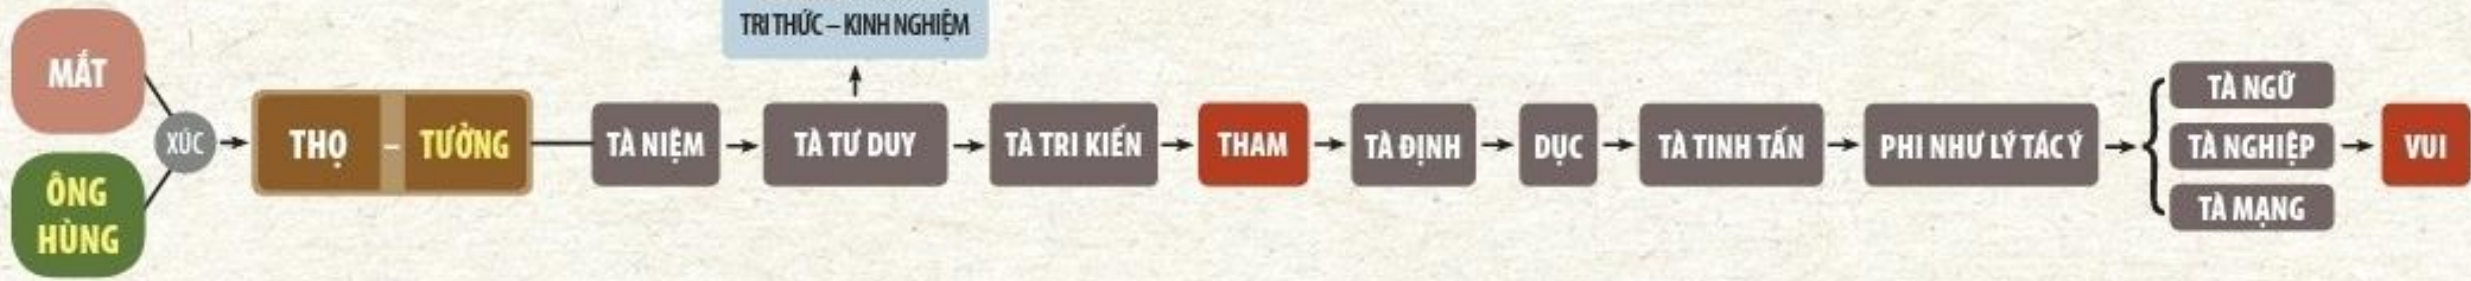 TRI THỨC – KINH NGHIỆM
MẮT
ÔNG
HÙNG
XÚC
THỌ – TƯỞNG
TÀ NIỆM
TÀ TƯ DUY
TÀ TRI KIẾN
THAM
TÀ ĐỊNH
DỤC
TÀ TINH TẤN
PHI NHƯ LÝ TÁC Ý
TÀ NGỮ
TÀ NGHIỆP
TÀ MẠNG
VUI